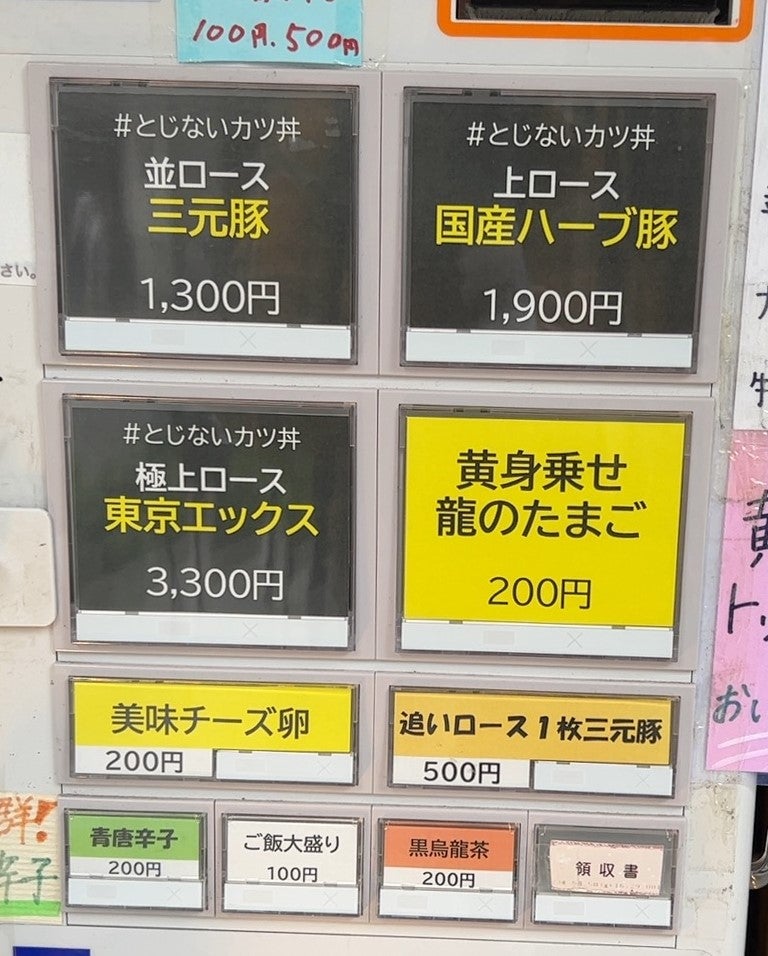 100円.500円
#とじないカツ丼
並ロース
三元豚
1,300円
#とじないカツ丼
上ロース
国産ハーブ豚
1,900円
#とじないカツ丼
極上ロース
東京エックス
3,300円
黄身乗せ
龍のたまご
200円
美味チーズ卵
200円
追いロース1枚三元豚
500円
青唐辛子
200円
ご飯大盛り
100円
黒烏龍茶
200円
領収書
さい。